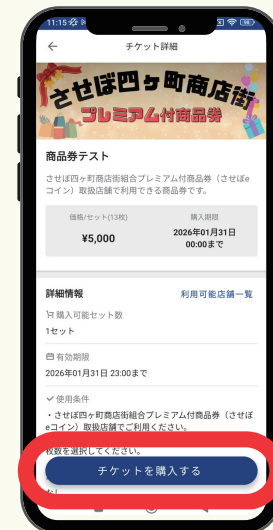 11:15
チケット詳細
させぼ四ヶ町商店街
プレミアム付商品券
商品券テスト
させぼ四ヶ町商店街組合プレミアム付商品券（させぼe
コイン）取扱店舗で利用できる商品券です。
価格/セット(13枚)
購入期限
¥5,000
2026年01月31日
00:00まで
詳細情報
利用可能店舗一覧
購入可能セット数
1セット
有効期限
2026年01月31日 23:00まで
使用条件
・させぼ四ヶ町商店街組合プレミアム付商品券（させぼ
eコイン）取扱店舗でご利用ください。
枚数を選択してください。
チケットを購入する